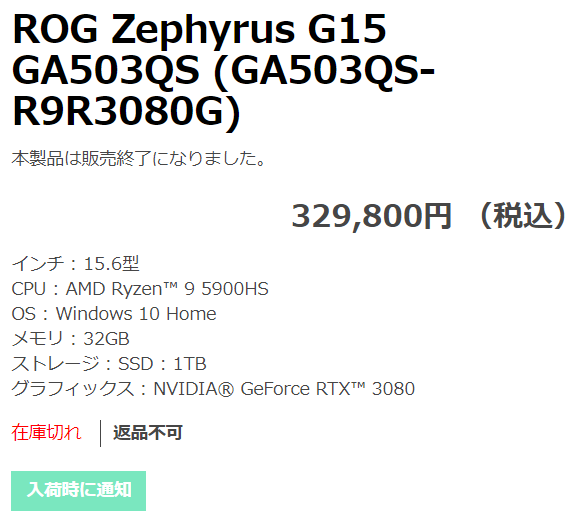 ROG Zephyrus G15
GA503QS (GA503QS-
R9R3080G)
本製品は販売終了になりました。
329,800円 （税込）
インチ : 15.6型
CPU : AMD Ryzen™ 9 5900HS
OS : Windows 10 Home
メモリ : 32GB
ストレージ : SSD : 1TB
グラフィックス : NVIDIA® GeForce RTX™ 3080
在庫切れ 返品不可
入荷時に通知